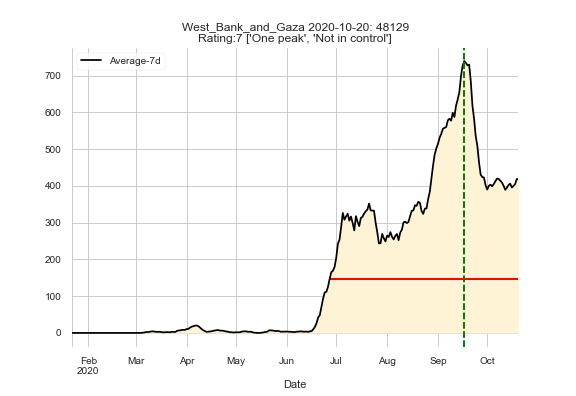 West_Bank_and_Gaza 2020-10-20: 48129
Rating:7 ['One peak', 'Not in control']
Average-7d
700
600
500
400
300
200
100
0
Feb Mar Apr May Jun Jul Aug Sep Oct
2020
Date